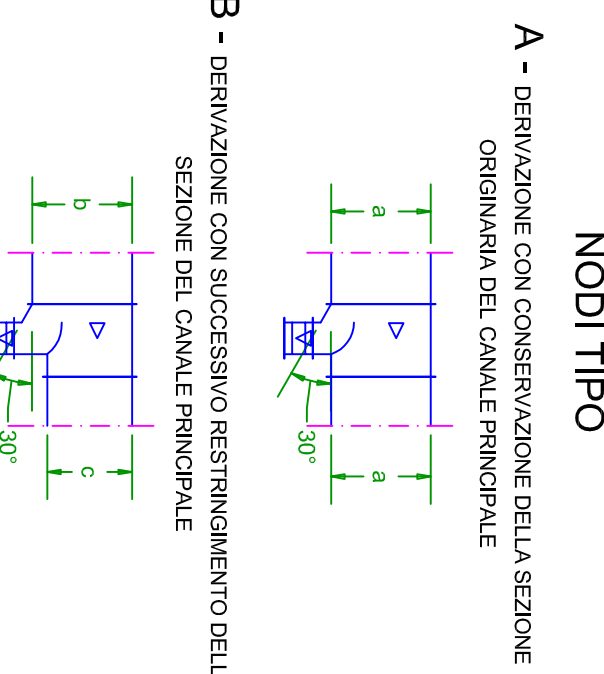 NODI TIPO
A - DERIVAZIONE CON CONSERVAZIONE DELLA SEZIONE
ORIGINARIA DEL CANALE PRINCIPALE
a
a
30°
B - DERIVAZIONE CON SUCCESSIVO RESTRINGIMENTO DELL
SEZIONE DEL CANALE PRINCIPALE
b
c
30°